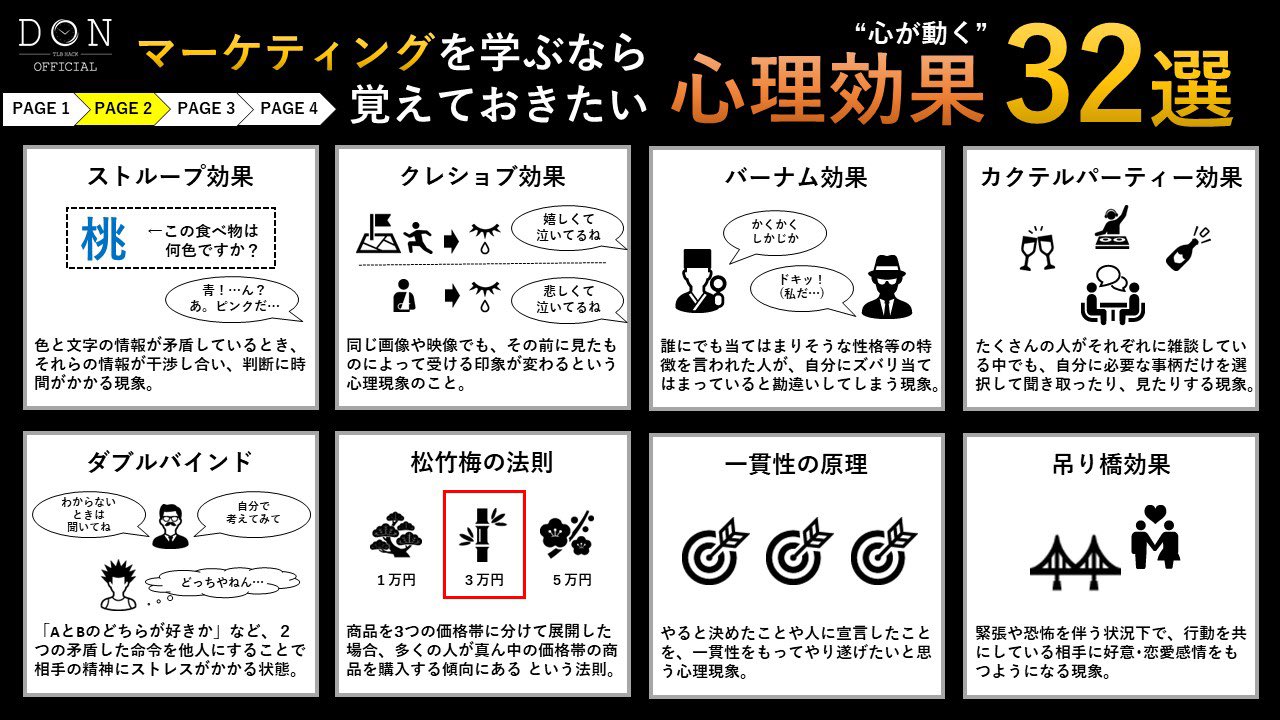 DON
TLB HACK
OFFICIAL
マーケティングを学ぶなら
覚えておきたい
“心が動く”
心理効果
32選
PAGE 1
PAGE 2
PAGE 3
PAGE 4
ストループ効果
桃
←この食べ物は
何色ですか？
青！…ん？
あ。ピンクだ…
色と文字の情報が矛盾しているとき、
それらの情報が干渉し合い、判断に時
間がかかる現象。
クレショブ効果
嬉しくて
泣いてるね
悲しくて
泣いてるね
同じ画像や映像でも、その前に見たも
のによって受ける印象が変わるという
心理現象のこと。
バーナム効果
かくかく
しかじか
ドキッ！
（私だ…）
誰にでも当てはまりそうな性格等の特
徴を言われた人が、自分にズバリ当て
はまっていると勘違いしてしまう現象。
カクテルパーティー効果
たくさんの人がそれぞれに雑談してい
る中でも、自分に必要な事柄だけを選
択して聞き取ったり、見たりする現象。
ダブルバインド
わからない
ときは
聞いてね
自分で
考えてみて
どっちやねん…
「AとBのどちらが好きか」など、２
つの矛盾した命令を他人にすることで
相手の精神にストレスがかかる状態。
松竹梅の法則
1万円
3万円
5万円
商品を3つの価格帯に分けて展開した
場合、多くの人が真ん中の価格帯の商
品を購入する傾向にある という法則。
一貫性の原理
やると決めたことや人に宣言したこと
を、一貫性をもってやり遂げたいと思
う心理現象。
吊り橋効果
緊張や恐怖を伴う状況下で、行動を共
にしている相手に好意･恋愛感情をも
つようになる現象。